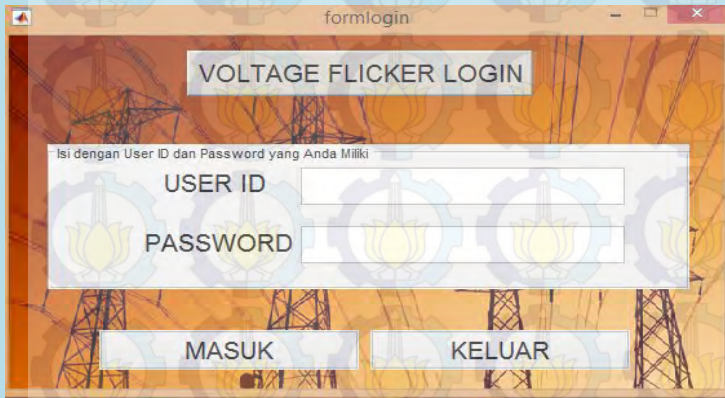 formlogin
VOLTAGE FLICKER LOGIN
Isi dengan User ID dan Password yang Anda Miliki
USER ID
PASSWORD
MASUK
KELUAR